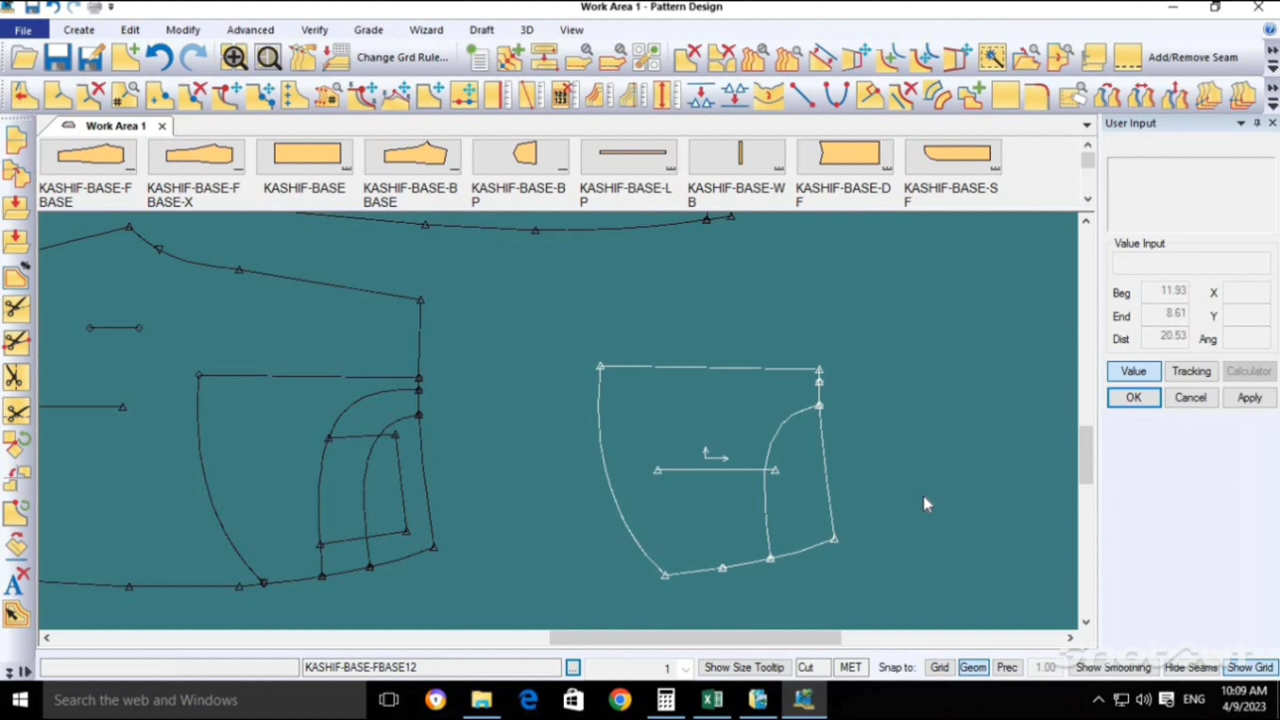 Work Area 1 - Pattern Design
File Create Edit Modify Advanced Verify Grade Wizard Draft 3D View
Change Grd Rule... Add/Remove Seam
123
Work Area 1
User Input
KASHIF-BASE-F
BASE
KASHIF-BASE-F
BASE-X
KASHIF-BASE
KASHIF-BASE-B
BASE
KASHIF-BASE-B
P
KASHIF-BASE-L
P
KASHIF-BASE-W
B
KASHIF-BASE-D
F
KASHIF-BASE-S
F
Value Input
Beg 11.93 X
End 8.61 Y
Dist 20.53 Ang
Value Tracking Calculator
OK Cancel Apply
KASHIF-BASE-FBASE12 ... 1 Show Size Tooltip Cut MET Snap to: Grid Geom Prec 1.00 Show Smoothing Hide Seams Show Grid
Search the web and Windows
ENG
10:09 AM
4/9/2023